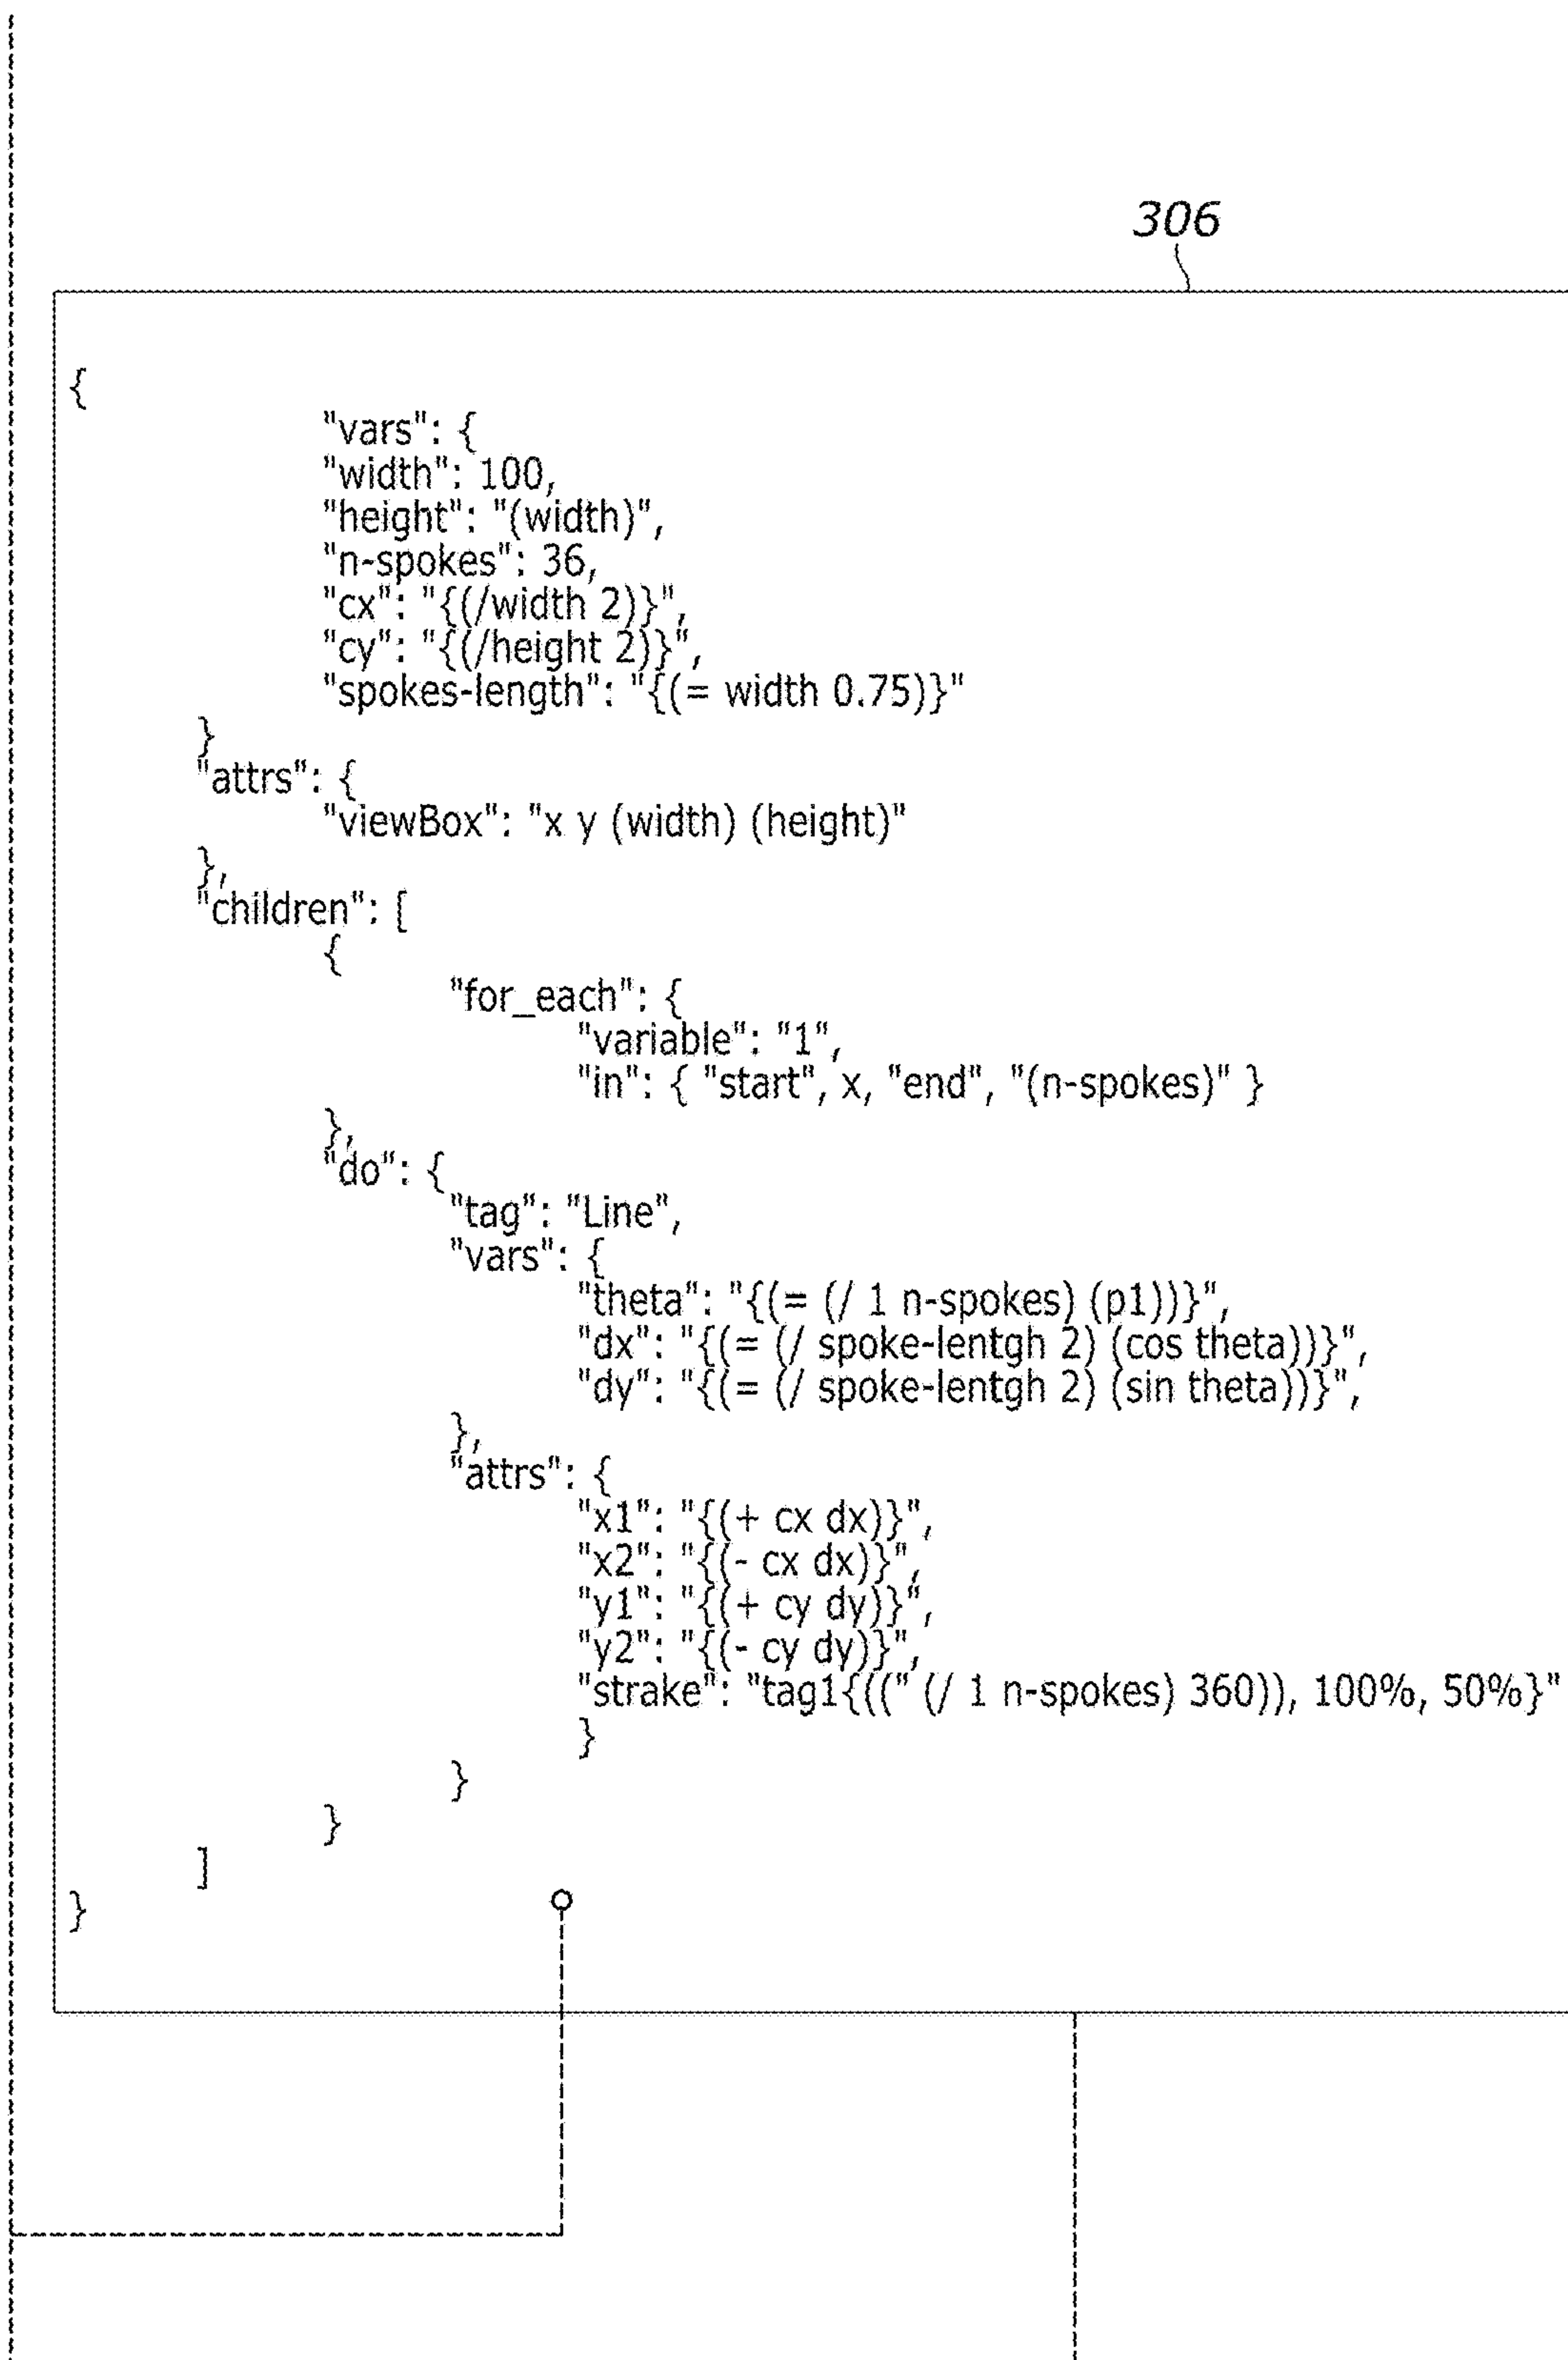 306
{
"vars": {
"width": 100,
"height": "(width)",
"n-spokes": 36,
"cx": "{(/width 2)}",
"cy": "{(/height 2)}",
"spokes-length": "{(= width 0.75)}"
}
"attrs": {
"viewBox": "x y (width) (height)"
},
"children": [
{
"for_each": {
"variable": "1",
"in": { "start", x, "end", "(n-spokes)" }
},
"do": {
"tag": "Line",
"vars": {
"theta": "{(= (/ 1 n-spokes) (p1))}",
"dx": "{(= (/ spoke-lentgh 2) (cos theta))}",
"dy": "{(= (/ spoke-lentgh 2) (sin theta))}",
},
"attrs": {
"x1": "{(+ cx dx)}",
"x2": "{(- cx dx)}",
"y1": "{(+ cy dy)}",
"y2": "{(- cy dy)}",
"strake": "tag1{((" (/ 1 n-spokes) 360)), 100%, 50%}"
}
}
}
]
}